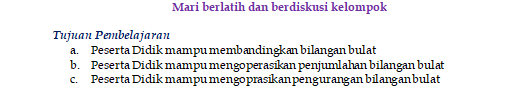 Mari berlatih dan berdiskusi kelompok
Tujuan Pembelajaran
a. Peserta Didik mampu membandingkan bilangan bulat
b. Peserta Didik mampu mengoperasikan penjumlahan bilangan bulat
c. Peserta Didik mampu mengoprasikan pengurangan bilangan bulat